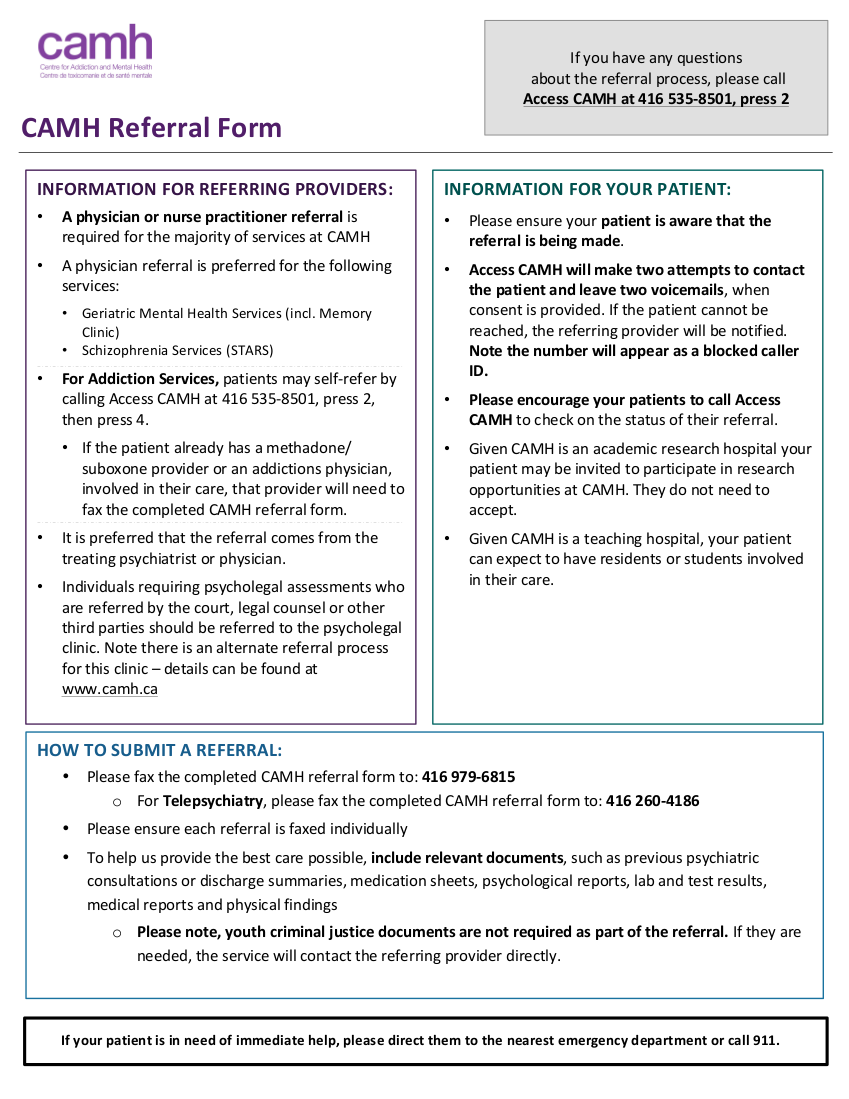 camh
Centre for Addiction and Mental Health
Centre de toxicomanie et de santé mentale
If you have any questions
about the referral process, please call
Access CAMH at 416 535-8501, press 2
CAMH Referral Form
INFORMATION FOR REFERRING PROVIDERS:
• A physician or nurse practitioner referral is
required for the majority of services at CAMH
• A physician referral is preferred for the following
services:
• Geriatric Mental Health Services (incl. Memory
Clinic)
• Schizophrenia Services (STARS)
• For Addiction Services, patients may self-refer by
calling Access CAMH at 416 535-8501, press 2,
then press 4.
• If the patient already has a methadone/
suboxone provider or an addictions physician,
involved in their care, that provider will need to
fax the completed CAMH referral form.
• It is preferred that the referral comes from the
treating psychiatrist or physician.
• Individuals requiring psycholegal assessments who
are referred by the court, legal counsel or other
third parties should be referred to the psycholegal
clinic. Note there is an alternate referral process
for this clinic – details can be found at
www.camh.ca
INFORMATION FOR YOUR PATIENT:
• Please ensure your patient is aware that the
referral is being made.
• Access CAMH will make two attempts to contact
the patient and leave two voicemails, when
consent is provided. If the patient cannot be
reached, the referring provider will be notified.
Note the number will appear as a blocked caller
ID.
• Please encourage your patients to call Access
CAMH to check on the status of their referral.
• Given CAMH is an academic research hospital your
patient may be invited to participate in research
opportunities at CAMH. They do not need to
accept.
• Given CAMH is a teaching hospital, your patient
can expect to have residents or students involved
in their care.
HOW TO SUBMIT A REFERRAL:
• Please fax the completed CAMH referral form to: 416 979-6815
o For Telepsychiatry, please fax the completed CAMH referral form to: 416 260-4186
• Please ensure each referral is faxed individually
• To help us provide the best care possible, include relevant documents, such as previous psychiatric
consultations or discharge summaries, medication sheets, psychological reports, lab and test results,
medical reports and physical findings
o Please note, youth criminal justice documents are not required as part of the referral. If they are
needed, the service will contact the referring provider directly.
If your patient is in need of immediate help, please direct them to the nearest emergency department or call 911.